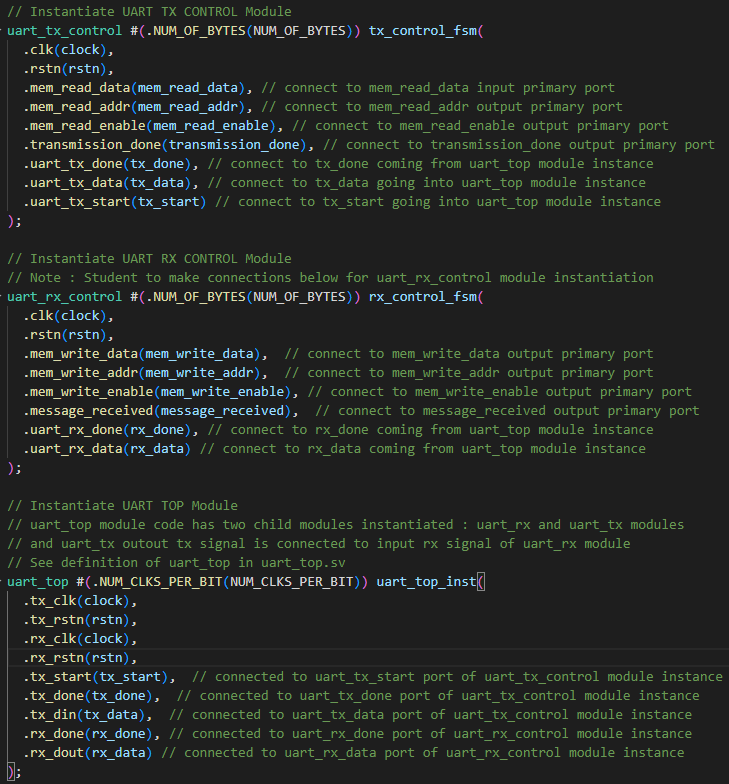 // Instantiate UART TX CONTROL Module
uart_tx_control #(.NUM_OF_BYTES(NUM_OF_BYTES)) tx_control_fsm(
.clk(clock),
.rstn(rstn),
.mem_read_data(mem_read_data), // connect to mem_read_data input primary port
.mem_read_addr(mem_read_addr), // connect to mem_read_addr output primary port
.mem_read_enable(mem_read_enable), // connect to mem_read_enable output primary port
.transmission_done(transmission_done), // connect to transmission_done output primary port
.uart_tx_done(tx_done), // connect to tx_done coming from uart_top module instance
.uart_tx_data(tx_data), // connect to tx_data going into uart_top module instance
.uart_tx_start(tx_start) // connect to tx_start going into uart_top module instance
);
// Instantiate UART RX CONTROL Module
// Note : Student to make connections below for uart_rx_control module instantiation
uart_rx_control #(.NUM_OF_BYTES(NUM_OF_BYTES)) rx_control_fsm(
.clk(clock),
.rstn(rstn),
.mem_write_data(mem_write_data),  // connect to mem_write_data output primary port
.mem_write_addr(mem_write_addr),  // connect to mem_write_addr output primary port
.mem_write_enable(mem_write_enable), // connect to mem_write_enable output primary port
.message_received(message_received),  // connect to message_received output primary port
.uart_rx_done(rx_done), // connect to rx_done coming from uart_top module instance
.uart_rx_data(rx_data) // connect to rx_data coming from uart_top module instance
);
// Instantiate UART TOP Module
// uart_top module code has two child modules instantiated : uart_rx and uart_tx modules
// and uart_tx outout tx signal is connected to input rx signal of uart_rx module
// See definition of uart_top in uart_top.sv
uart_top #(.NUM_CLKS_PER_BIT(NUM_CLKS_PER_BIT)) uart_top_inst(
.tx_clk(clock),
.tx_rstn(rstn),
.rx_clk(clock),
.rx_rstn(rstn),
.tx_start(tx_start),  // connected to uart_tx_start port of uart_tx_control module instance
.tx_done(tx_done),  // connected to uart_tx_done port of uart_tx_control module instance
.tx_din(tx_data),  // connected to uart_tx_data port of uart_tx_control module instance
.rx_done(rx_done), // connected to uart_rx_done port of uart_rx_control module instance
.rx_dout(rx_data) // connected to uart_rx_data port of uart_rx_control module instance
);